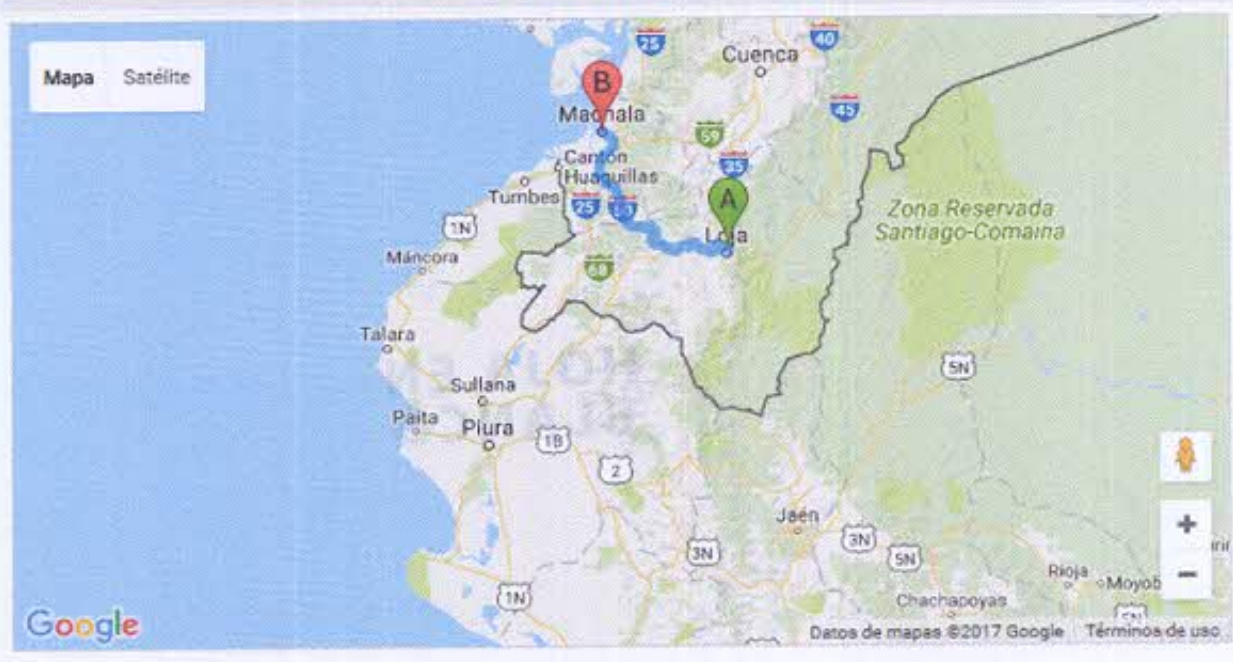 Mapa Satélite
25
40
Cuenca
B
Machala
45
59
Cantón
Huaquillas
35
Tumbes
25
50
A
Loja
Zona Reservada
Santiago-Comaina
1N
Máncora
68
Talara
5N
Sullana
Paita
Piura
1B
2
Jaén
3N
3N
5N
+
Rioja
Moyob
−
1N
Chachapoyas
5N
Google
Datos de mapas ©2017 Google
Términos de uso